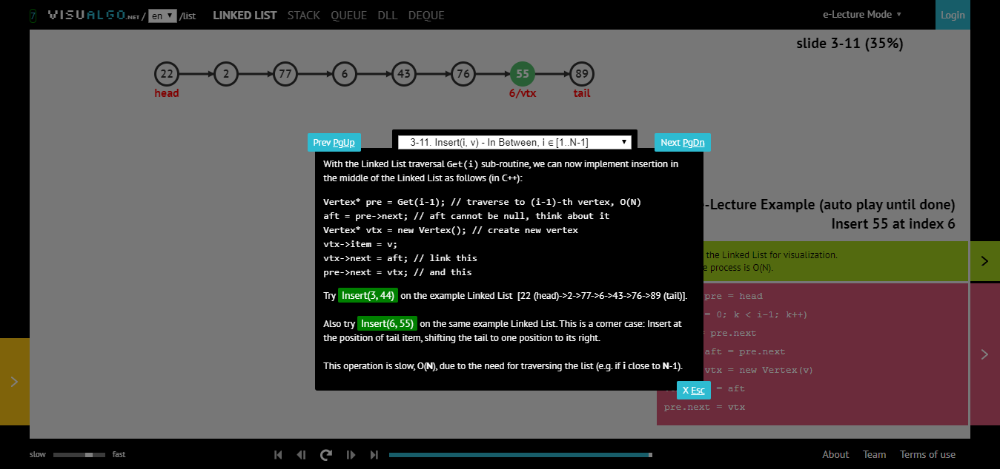 7 VISUALGO.NET / en ▼ /list LINKED LIST STACK QUEUE DLL DEQUE e-Lecture Mode ▼ Login
slide 3-11 (35%)
22 2 77 6 43 76 55 89
head 6/vtx tail
Prev PgUp 3-11. Insert(i, v) - In Between, i ∈ [1..N-1] ▼ Next PgDn
With the Linked List traversal Get(i) sub-routine, we can now implement insertion in
the middle of the Linked List as follows (in C++):
Vertex* pre = Get(i-1); // traverse to (i-1)-th vertex, O(N)
aft = pre->next; // aft cannot be null, think about it
Vertex* vtx = new Vertex(); // create new vertex
vtx->item = v;
vtx->next = aft; // link this
pre->next = vtx; // and this
Try Insert(3, 44) on the example Linked List [22 (head)->2->77->6->43->76->89 (tail)].
Also try Insert(6, 55) on the same example Linked List. This is a corner case: Insert at
the position of tail item, shifting the tail to one position to its right.
This operation is slow, O(N), due to the need for traversing the list (e.g. if i close to N-1).
X Esc
e-Lecture Example (auto play until done)
Insert 55 at index 6
the Linked List for visualization.
process is O(N).
pre = head
= 0; k < i-1; k++)
pre.next
aft = pre.next
vtx = new Vertex(v)
= aft
pre.next = vtx
slow fast About Team Terms of use